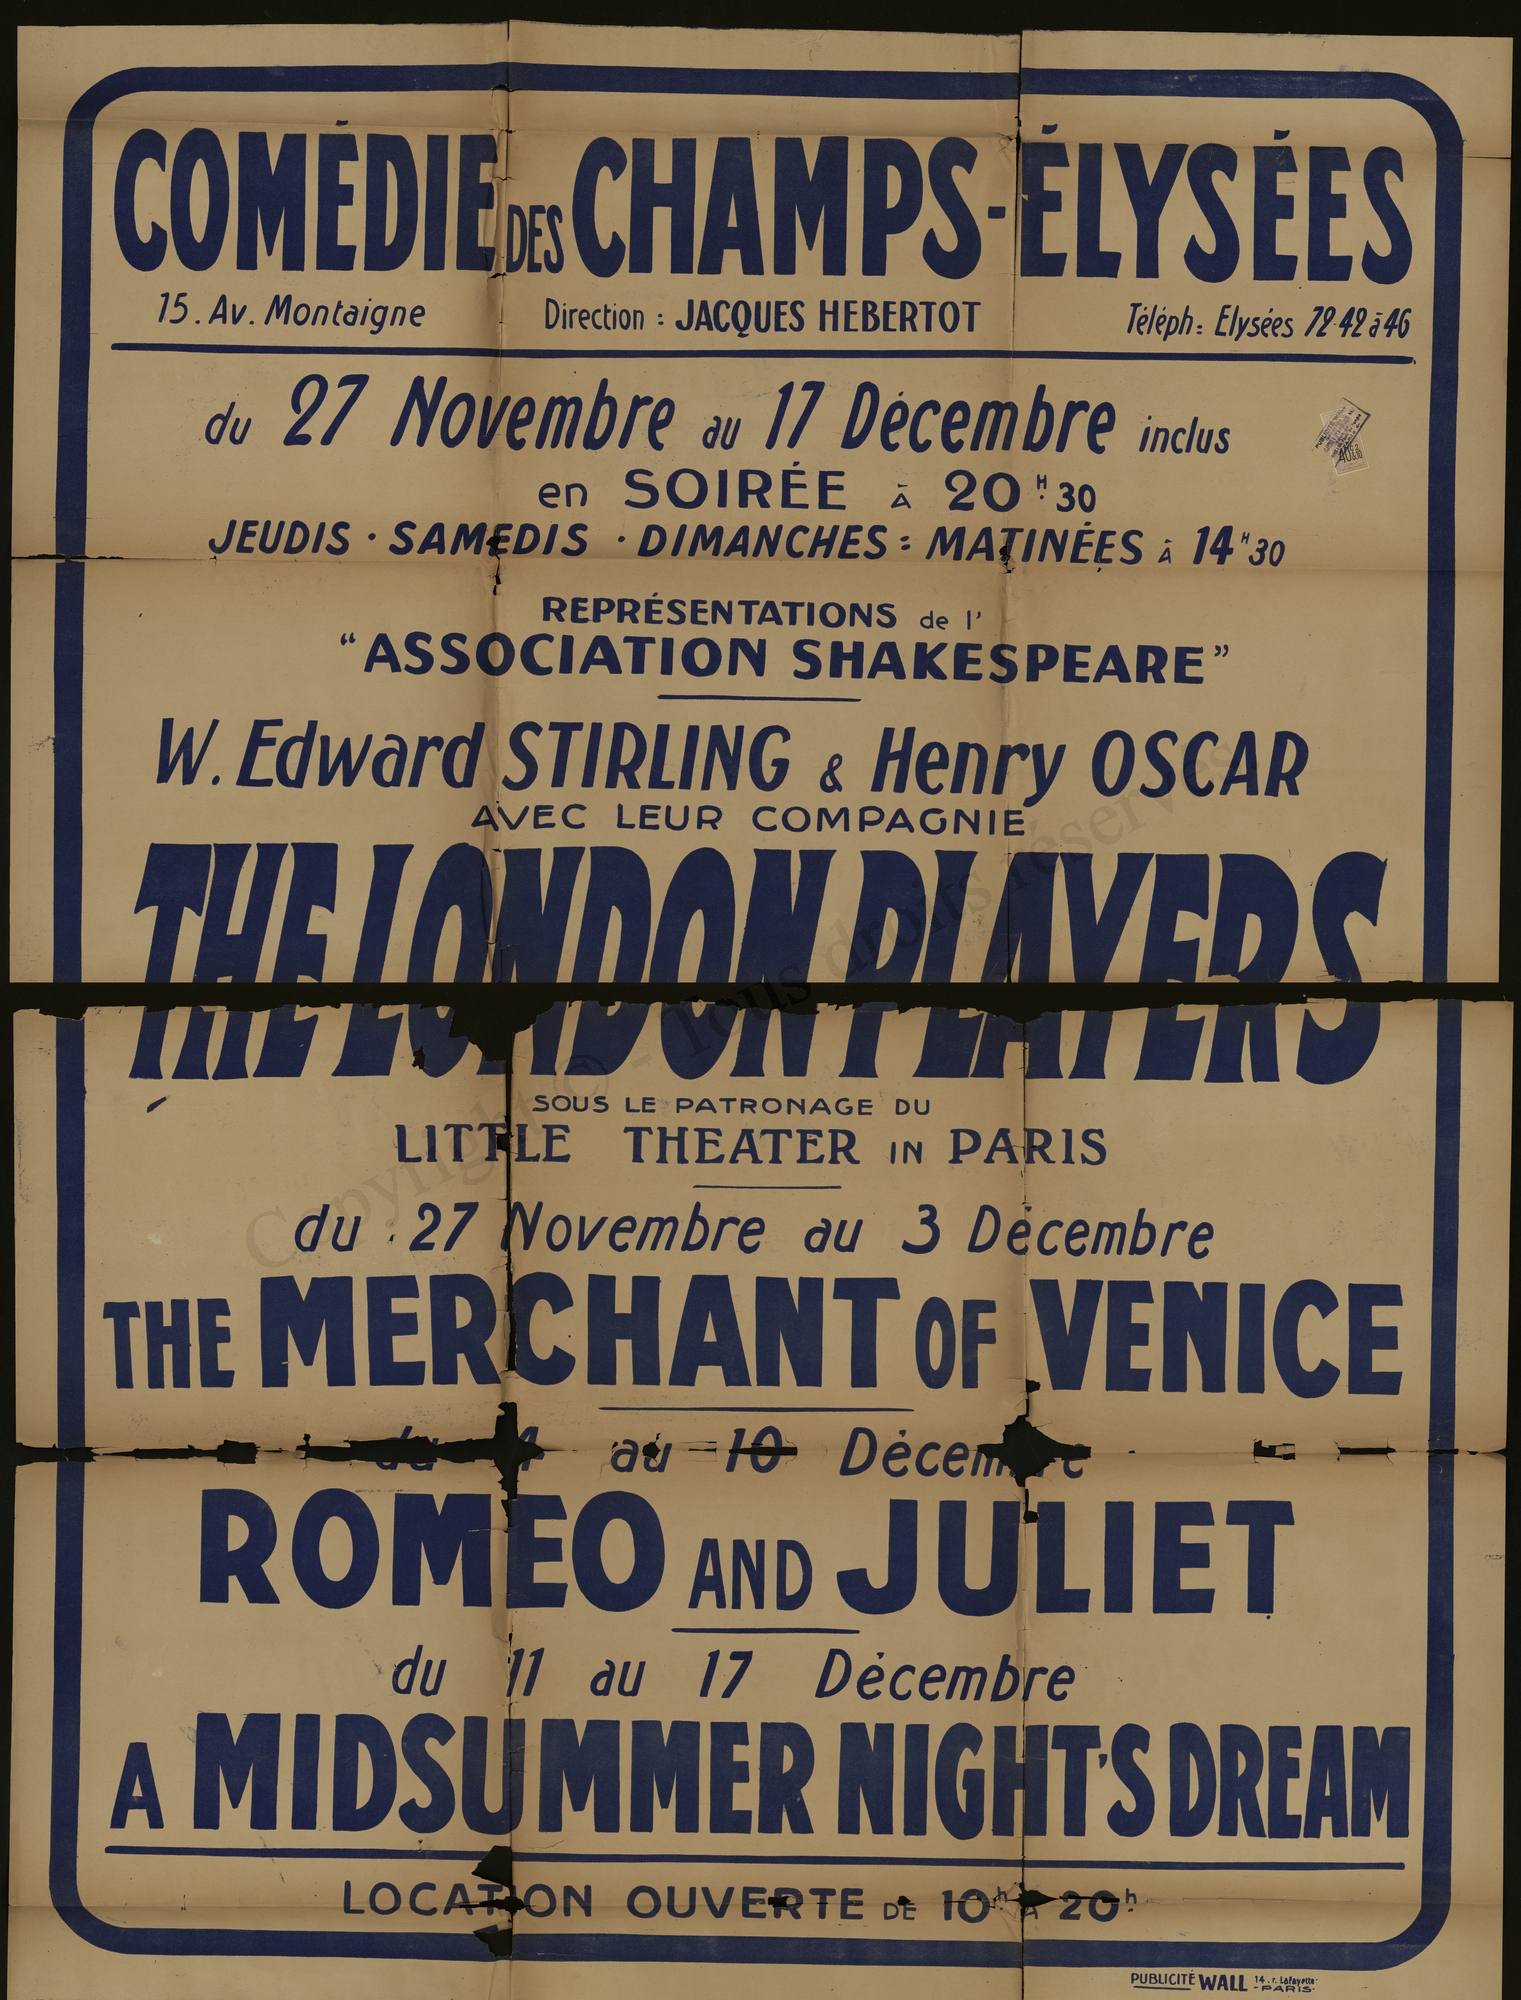 COMÉDIE DES CHAMPS-ÉLYSÉES
15. Av. Montaigne Direction : JACQUES HEBERTOT Téléph : Elysées 72-42 à 46
du 27 Novembre au 17 Décembre inclus
en SOIRÉE À 20H.30
JEUDIS · SAMEDIS · DIMANCHES : MATINÉES À 14H30
REPRÉSENTATIONS de l'
"ASSOCIATION SHAKESPEARE"
W. Edward STIRLING & Henry OSCAR
AVEC LEUR COMPAGNIE
THE LONDON PLAYERS
SOUS LE PATRONAGE DU
LITTLE THEATER IN PARIS
du 27 Novembre au 3 Décembre
THE MERCHANT OF VENICE
du 4 au 10 Décembre
ROMEO AND JULIET
du 11 au 17 Décembre
A MIDSUMMER NIGHT'S DREAM
LOCATION OUVERTE DE 10h À 20h.
PUBLICITÉ WALL 14. r. Lafayette - PARIS
Copyright © - Tous droits réservés